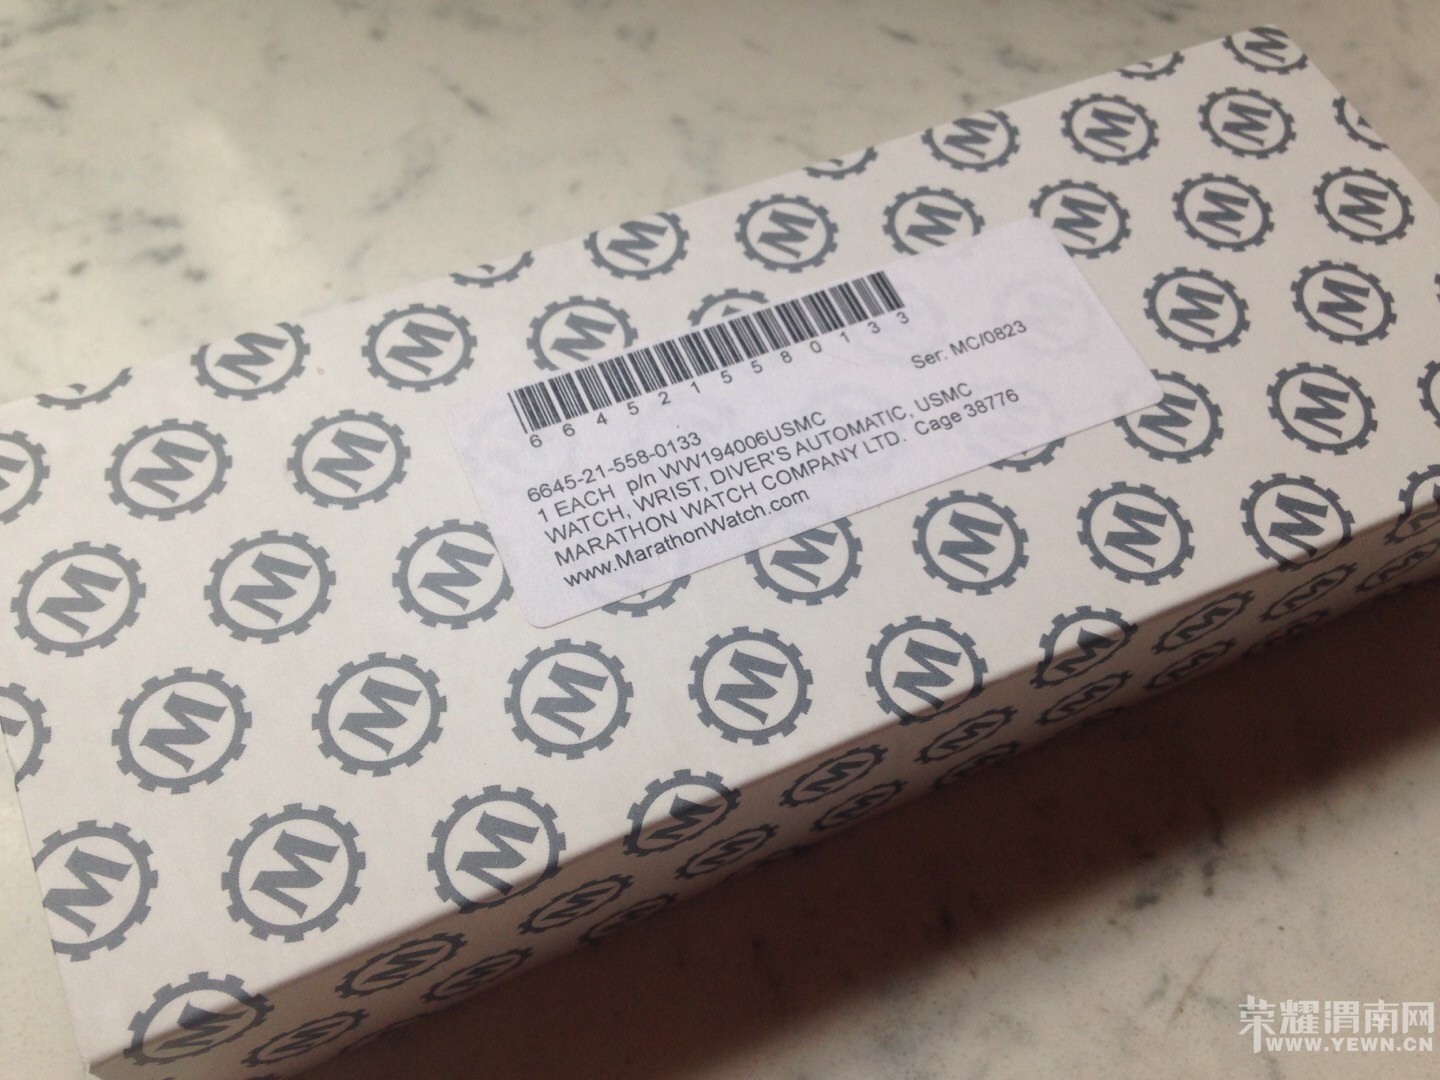 6645215580133
Ser. MC/0823
6645-21-558-0133
1 EACH p/n WW194006USMC
WATCH, WRIST, DIVER'S AUTOMATIC, USMC
MARATHON WATCH COMPANY LTD. Cage 38776
www.MarathonWatch.com
荣耀渭南网
WWW.YEWN.CN